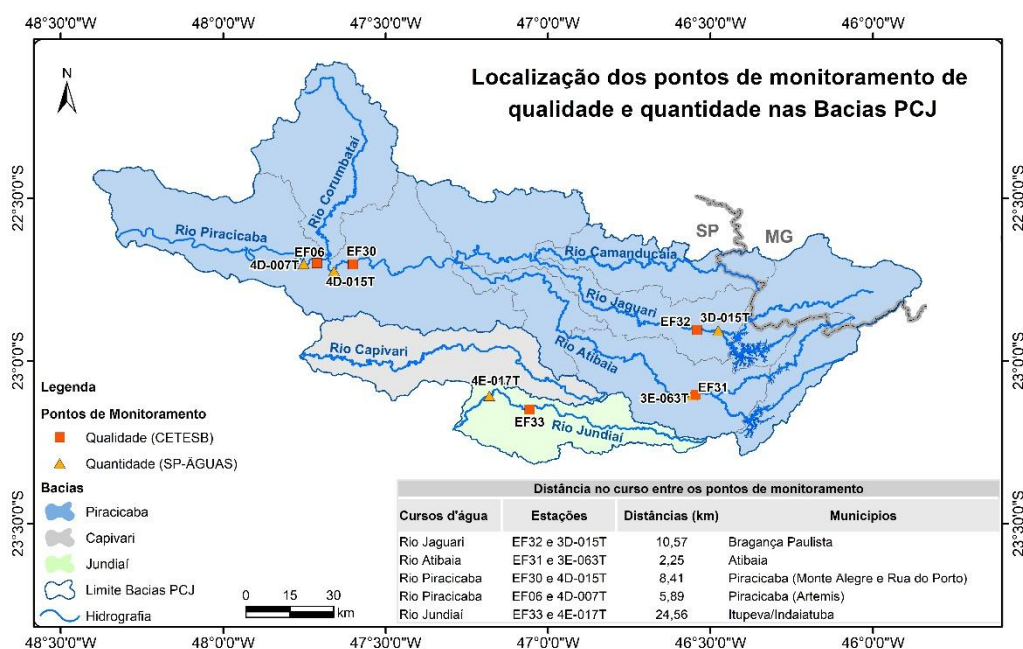 48°30'0"W 48°0'0"W 47°30'0"W 47°0'0"W 46°30'0"W 46°0'0"W
Localização dos pontos de monitoramento de
qualidade e quantidade nas Bacias PCJ
N
22°30'0"S
22°30'0"S
Rio Corumbataí
SP MG
Rio Piracicaba
EF06 EF30
4D-007T
4D-015T
Rio Camanducaia
Rio Jaguari
EF32 3D-015T
23°0'0"S
23°0'0"S
Rio Capivari
Rio Atibaia
4E-017T
EF31
3E-063T
EF33
Rio Jundiaí
Legenda
Pontos de Monitoramento
Qualidade (CETESB)
Quantidade (SP-ÁGUAS)
Bacias
Piracicaba
Capivari
Jundiaí
Limite Bacias PCJ
Hidrografia
0 15 30
km
23°30'0"S
23°30'0"S
Distância no curso entre os pontos de monitoramento
Cursos d'água Estações Distâncias (km) Municipios
Rio Jaguari EF32 e 3D-015T 10,57 Bragança Paulista
Rio Atibaia EF31 e 3E-063T 2,25 Atibaia
Rio Piracicaba EF30 e 4D-015T 8,41 Piracicaba (Monte Alegre e Rua do Porto)
Rio Piracicaba EF06 e 4D-007T 5,89 Piracicaba (Artemis)
Rio Jundiaí EF33 e 4E-017T 24,56 Itupeva/Indaiatuba
48°30'0"W 48°0'0"W 47°30'0"W 47°0'0"W 46°30'0"W 46°0'0"W